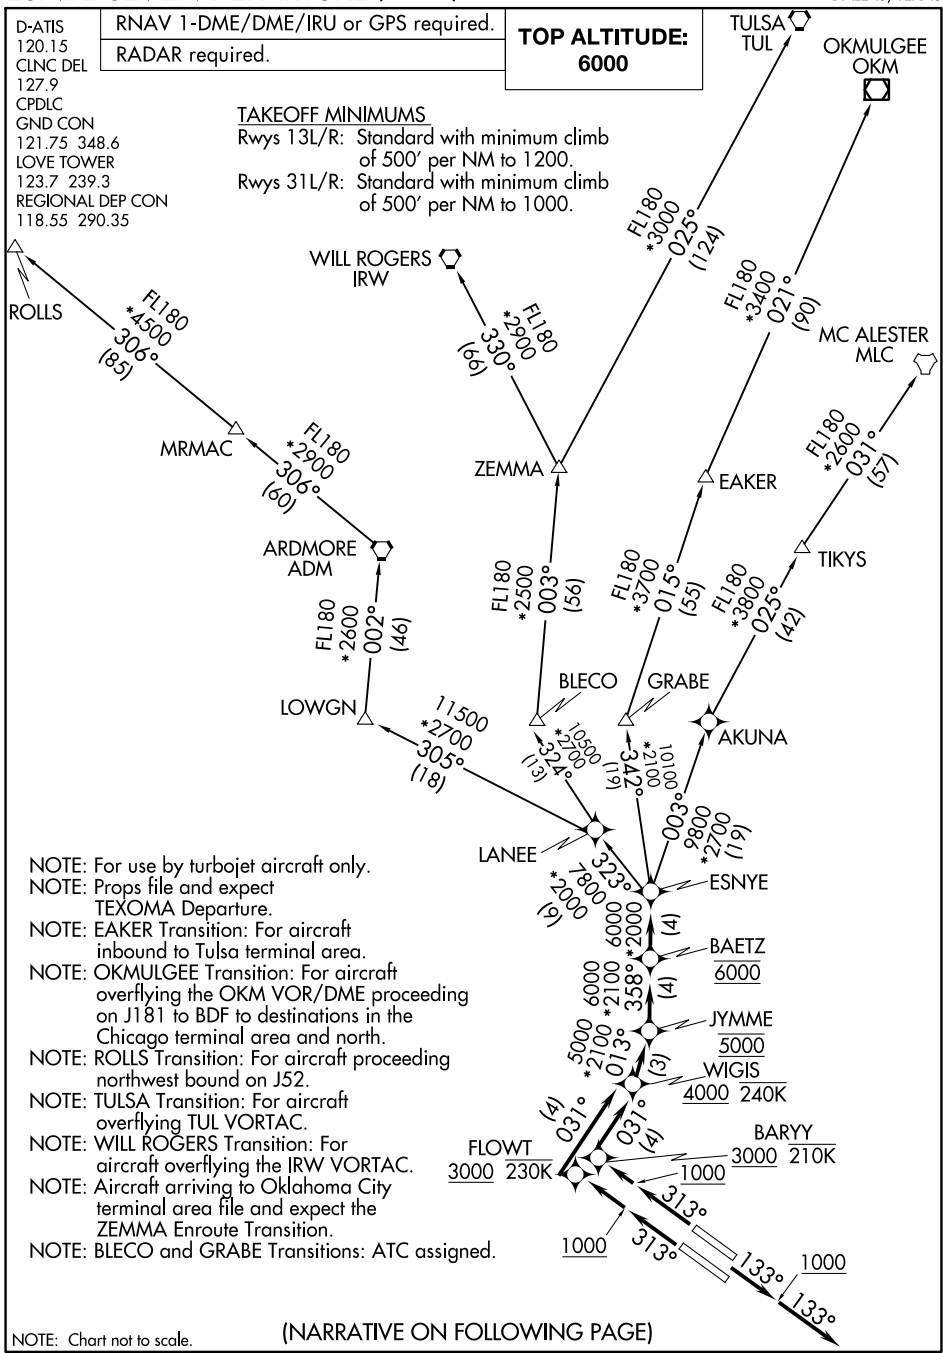 D-ATIS
120.15
CLNC DEL
127.9
CPDLC
GND CON
121.75 348.6
LOVE TOWER
123.7 239.3
REGIONAL DEP CON
118.55 290.35
RNAV 1-DME/DME/IRU or GPS required.
RADAR required.
TOP ALTITUDE:
6000
TAKEOFF MINIMUMS
Rwys 13L/R: Standard with minimum climb
of 500' per NM to 1200.
Rwys 31L/R: Standard with minimum climb
of 500' per NM to 1000.
TULSA
TUL
OKMULGEE
OKM
FL180
*3000
025°
(124)
FL180
*3400
021°
(90)
WILL ROGERS
IRW
ROLLS
FL180
*4500
306°
(85)
FL180
*2900
330°
(66)
MC ALESTER
MLC
MRMAC
FL180
*2900
306°
(60)
ZEMMA
EAKER
FL180
*2600
031°
(57)
ARDMORE
ADM
TIKYS
FL180
*2600
002°
(46)
FL180
*2500
003°
(56)
FL180
*3700
015°
(55)
FL180
*3800
025°
(42)
LOWGN
BLECO
GRABE
AKUNA
11500
*2700
305°
(18)
10500
*2700
324°
(13)
10100
*2100
342°
(19)
003°
9800
*2700
(19)
LANEE
323°
7800
*2000
(9)
ESNYE
6000
*2000
(4)
BAETZ
6000
6000
*2100
358°
(4)
JYMME
5000
5000
*2100
013°
(3)
WIGIS
4000 240K
(4)
031°
031°
(4)
FLOWT
3000 230K
BARYY
3000 210K
1000
313°
1000
313°
133°
1000
133°
NOTE: For use by turbojet aircraft only.
NOTE: Props file and expect
TEXOMA Departure.
NOTE: EAKER Transition: For aircraft
inbound to Tulsa terminal area.
NOTE: OKMULGEE Transition: For aircraft
overflying the OKM VOR/DME proceeding
on J181 to BDF to destinations in the
Chicago terminal area and north.
NOTE: ROLLS Transition: For aircraft proceeding
northwest bound on J52.
NOTE: TULSA Transition: For aircraft
overflying TUL VORTAC.
NOTE: WILL ROGERS Transition: For
aircraft overflying the IRW VORTAC.
NOTE: Aircraft arriving to Oklahoma City
terminal area file and expect the
ZEMMA Enroute Transition.
NOTE: BLECO and GRABE Transitions: ATC assigned.
NOTE: Chart not to scale.
(NARRATIVE ON FOLLOWING PAGE)